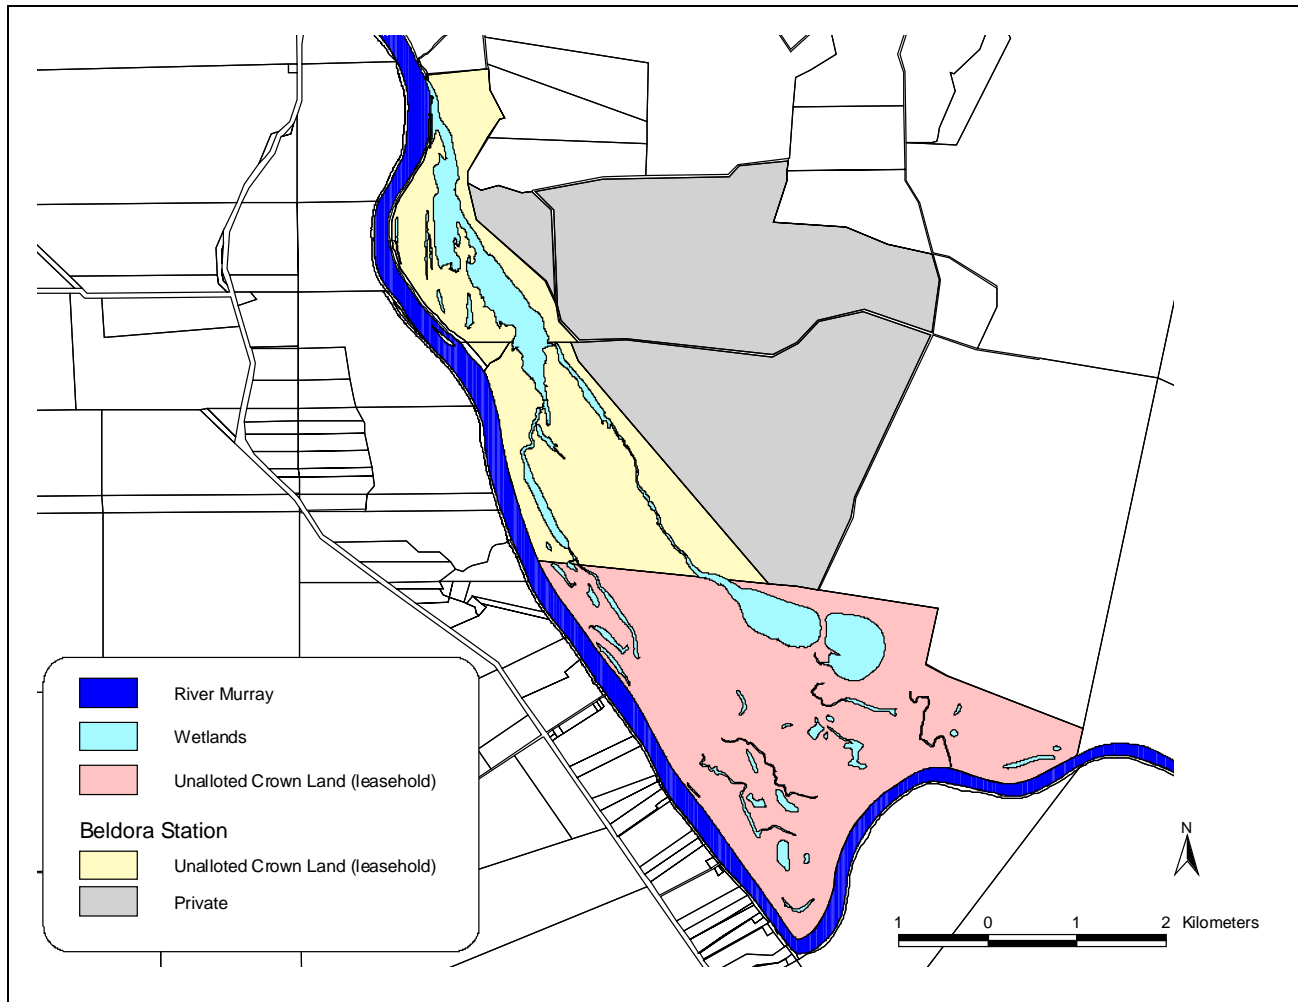 River Murray
Wetlands
Unalloted Crown Land (leasehold)
Beldora Station
Unalloted Crown Land (leasehold)
Private
N
1 0 1 2 Kilometers